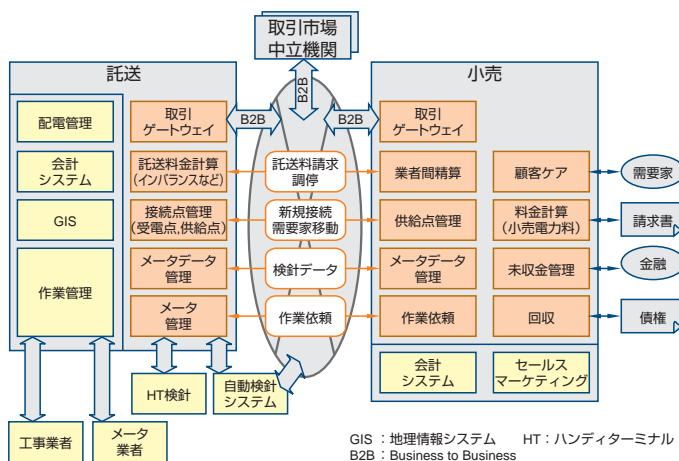 取引市場
中立機関
託送
小売
B2B
B2B
B2B
配電管理
会計
システム
GIS
作業管理
取引
ゲートウェイ
託送料金計算
(インバランスなど)
接続点管理
(受電点,供給点)
メータデータ
管理
メータ
管理
託送料請求
調停
新規接続
需要家移動
検針データ
作業依頼
取引
ゲートウェイ
業者間精算
供給点管理
メータデータ
管理
作業依頼
顧客ケア
料金計算
(小売電力料)
未収金管理
回収
需要家
請求書
金融
債権
会計
システム
セールス
マーケティング
HT検針
自動検針
システム
工事業者
メータ
業者
GIS :地理情報システム HT:ハンディターミナル
B2B:Business to Business